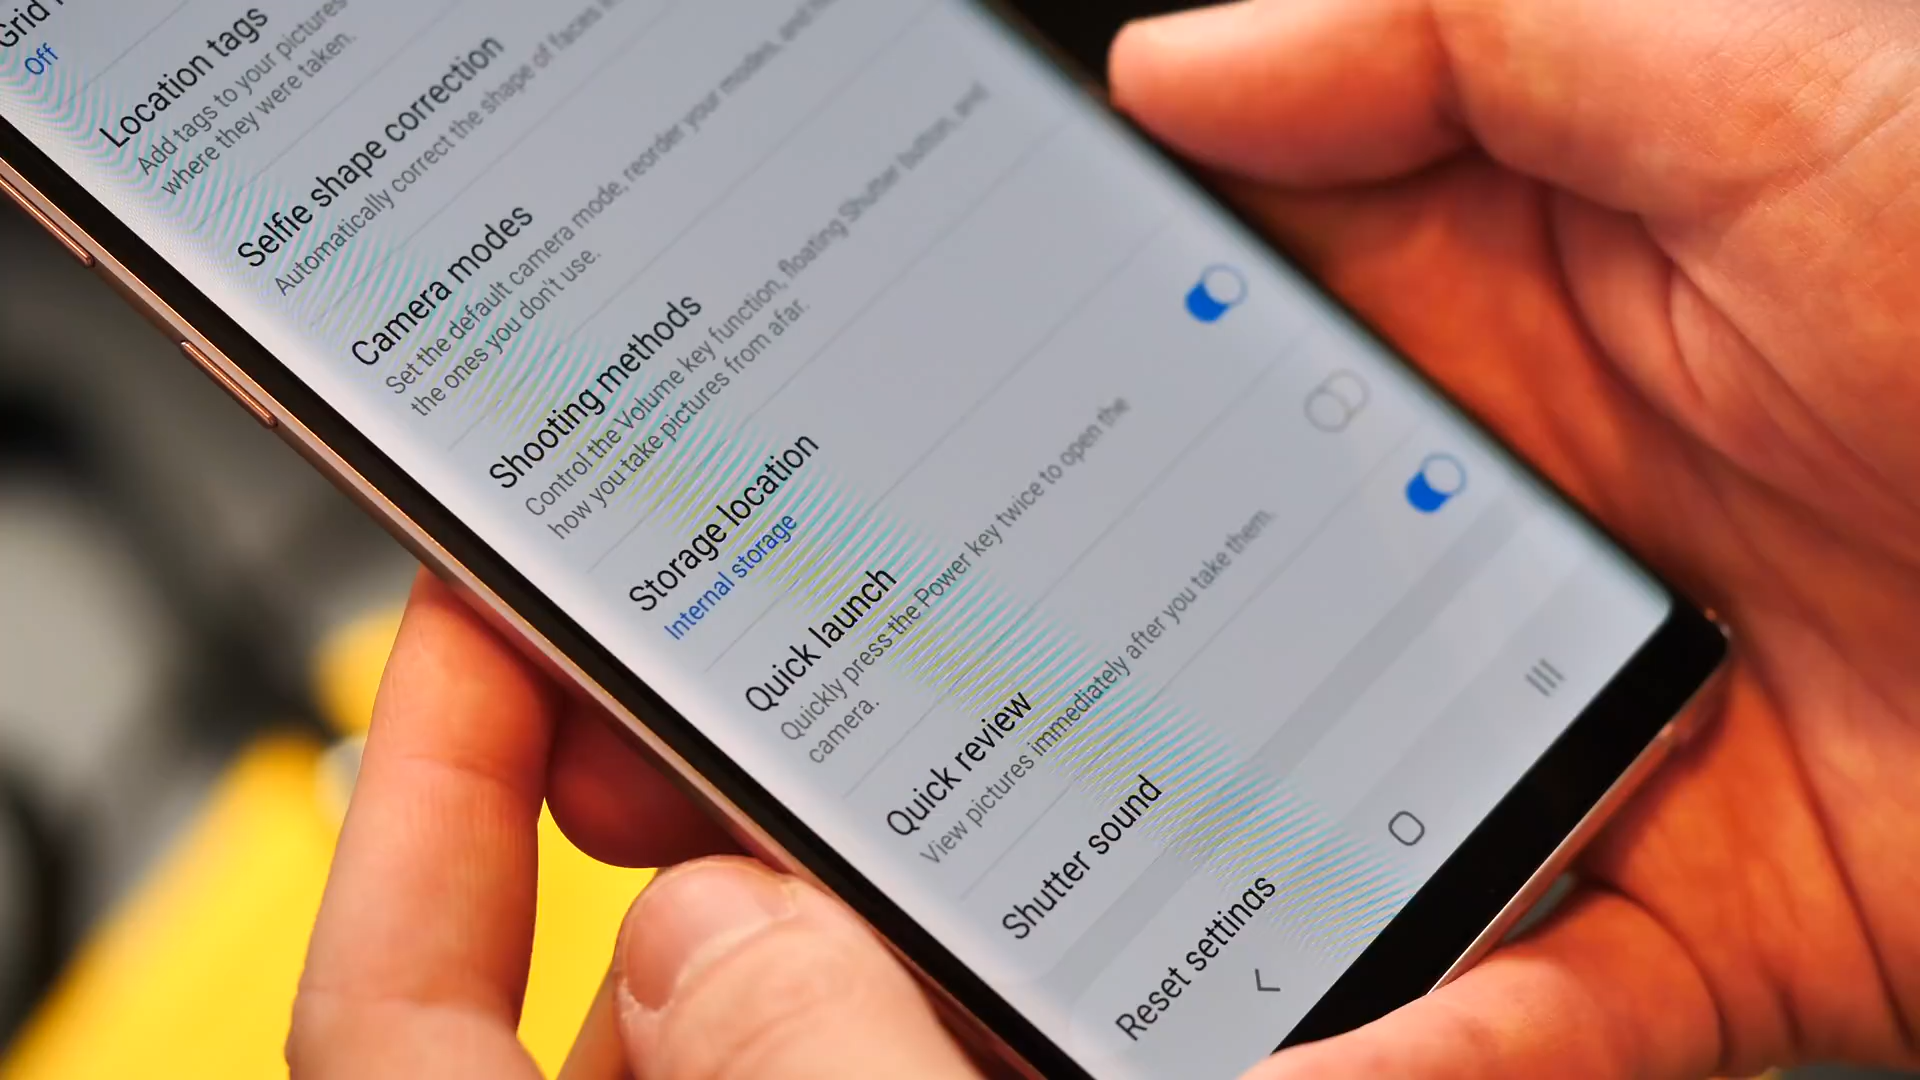 Grid
Off
Location tags
Add tags to your pictures
where they were taken.
Selfie shape correction
Automatically correct the shape of faces
Camera modes
Set the default camera mode, reorder your modes, and
the ones you don't use.
Shooting methods
Control the Volume key function, floating Shutter button, and
how you take pictures from afar.
Storage location
Internal storage
Quick launch
Quickly press the Power key twice to open the
camera.
Quick review
View pictures immediately after you take them.
Shutter sound
Reset settings